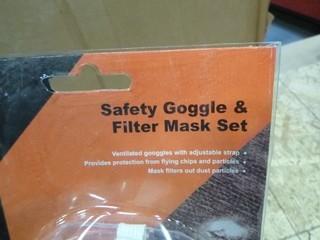 Safety Goggle &
Filter Mask Set
Ventilated gonggles with adjustable strap •
Provides protection from flying chips and particles •
Mask filters out dust particles •